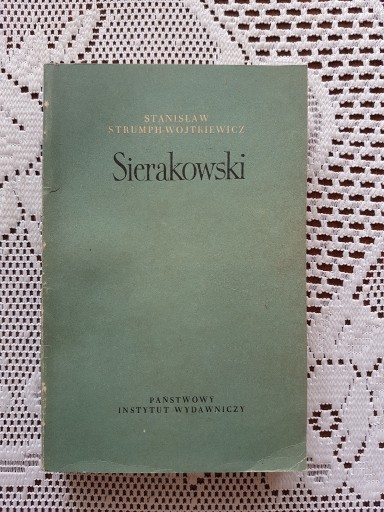 STANISŁAW
STRUMPH-WOJTKIEWICZ
Sierakowski
PAŃSTWOWY
INSTYTUT WYDAWNICZY